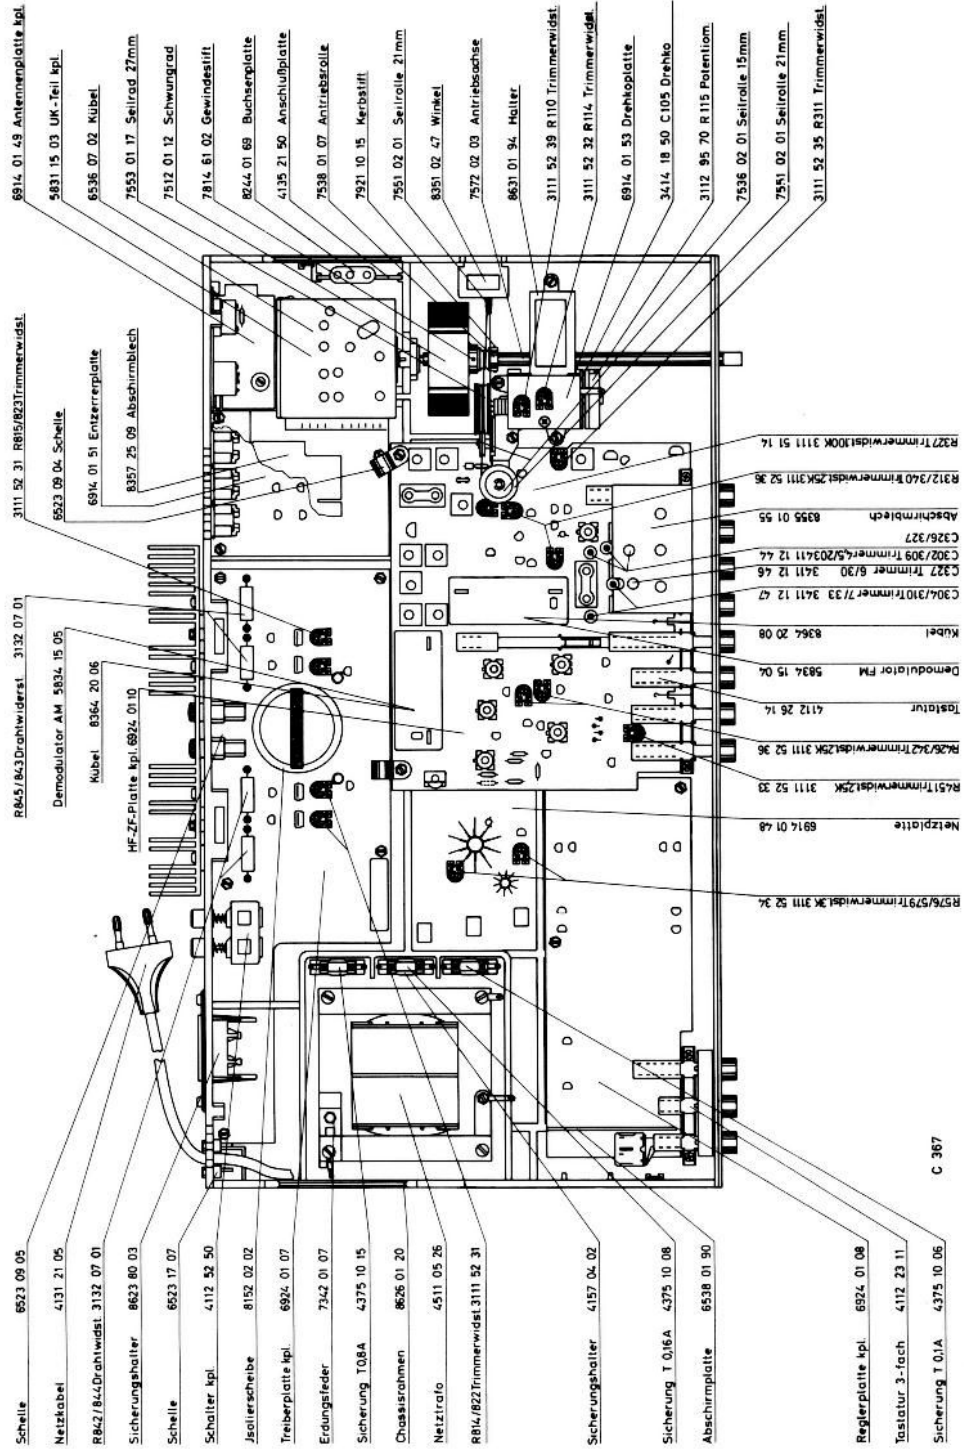 6914 01 49 Antennenplatte kpl.
5831 15 03 UK-Teil kpl.
6536 07 02 Kübel
7553 01 17 Seilrad 27mm
7512 01 12 Schwungrad
7814 61 02 Gewindestift
8244 01 69 Buchsenplatte
4135 21 50 Anschlußplatte
7538 01 07 Antriebsrolle
7921 10 15 Kerbstift
7551 02 01 Seilrolle 21mm
8351 02 47 Winkel
7572 02 03 Antriebsachse
8631 01 94 Halter
3111 52 39 R110 Trimmerwidst.
3111 52 32 R114 Trimmerwidst.
6914 01 53 Drehkoplatte
3414 18 50 C105 Drehko
3112 95 70 R115 Potentiom.
7536 02 01 Seilrolle 15mm
7551 02 01 Seilrolle 21mm
3111 52 35 R311 Trimmerwidst.
3111 52 31 R815/823Trimmerwidst.
6523 09 04 Schelle
6914 01 51 Entzerrerplatte
8357 25 09 Abschirmblech
R845/843Drahtwiderst. 3132 07 01
Demodulator AM 5834 15 05
Kübel 8364 20 06
HF-ZF-Platte kpl. 6924 01 10
R327Trimmerwidst.100K 3111 51 14
R312/340Trimmerwidst.25K3111 52 36
Abschirmblech 8355 01 55
C326/327
C302/309Trimmer4,5/203411 12 44
C327 Trimmer 6/30 3411 12 46
C304/310Trimmer 7/33 3411 12 47
Kübel 8364 20 08
Demodulator FM 5834 15 04
Tastatur 4112 26 14
R426/342Trimmerwidst.25K 3111 52 36
R451Trimmerwidst.2,5K 3111 52 33
Netzplatte 6914 01 48
R576/579Trimmerwidst.3K 3111 52 34
Schelle 6523 09 05
Netzkabel 4131 21 05
R842/844Drahtwidst 3132 07 01
Sicherungshalter 8623 80 03
Schelle 6523 17 07
Schalter kpl. 4112 52 50
Jsolierscheibe 8152 02 02
Treiberplatte kpl. 6924 01 07
Erdungsfeder 7342 01 07
Sicherung T0,8A 4375 10 15
Chassisrahmen 8626 01 20
Netztrafo 4511 05 26
R814/822Trimmerwidst.3111 52 31
Sicherungshalter 4157 04 02
Sicherung T 0,16A 4375 10 08
Abschirmplatte 6538 01 90
Reglerplatte kpl. 6924 01 08
Tastatur 3-fach 4112 23 11
Sicherung T 0,1A 4375 10 06
C 367